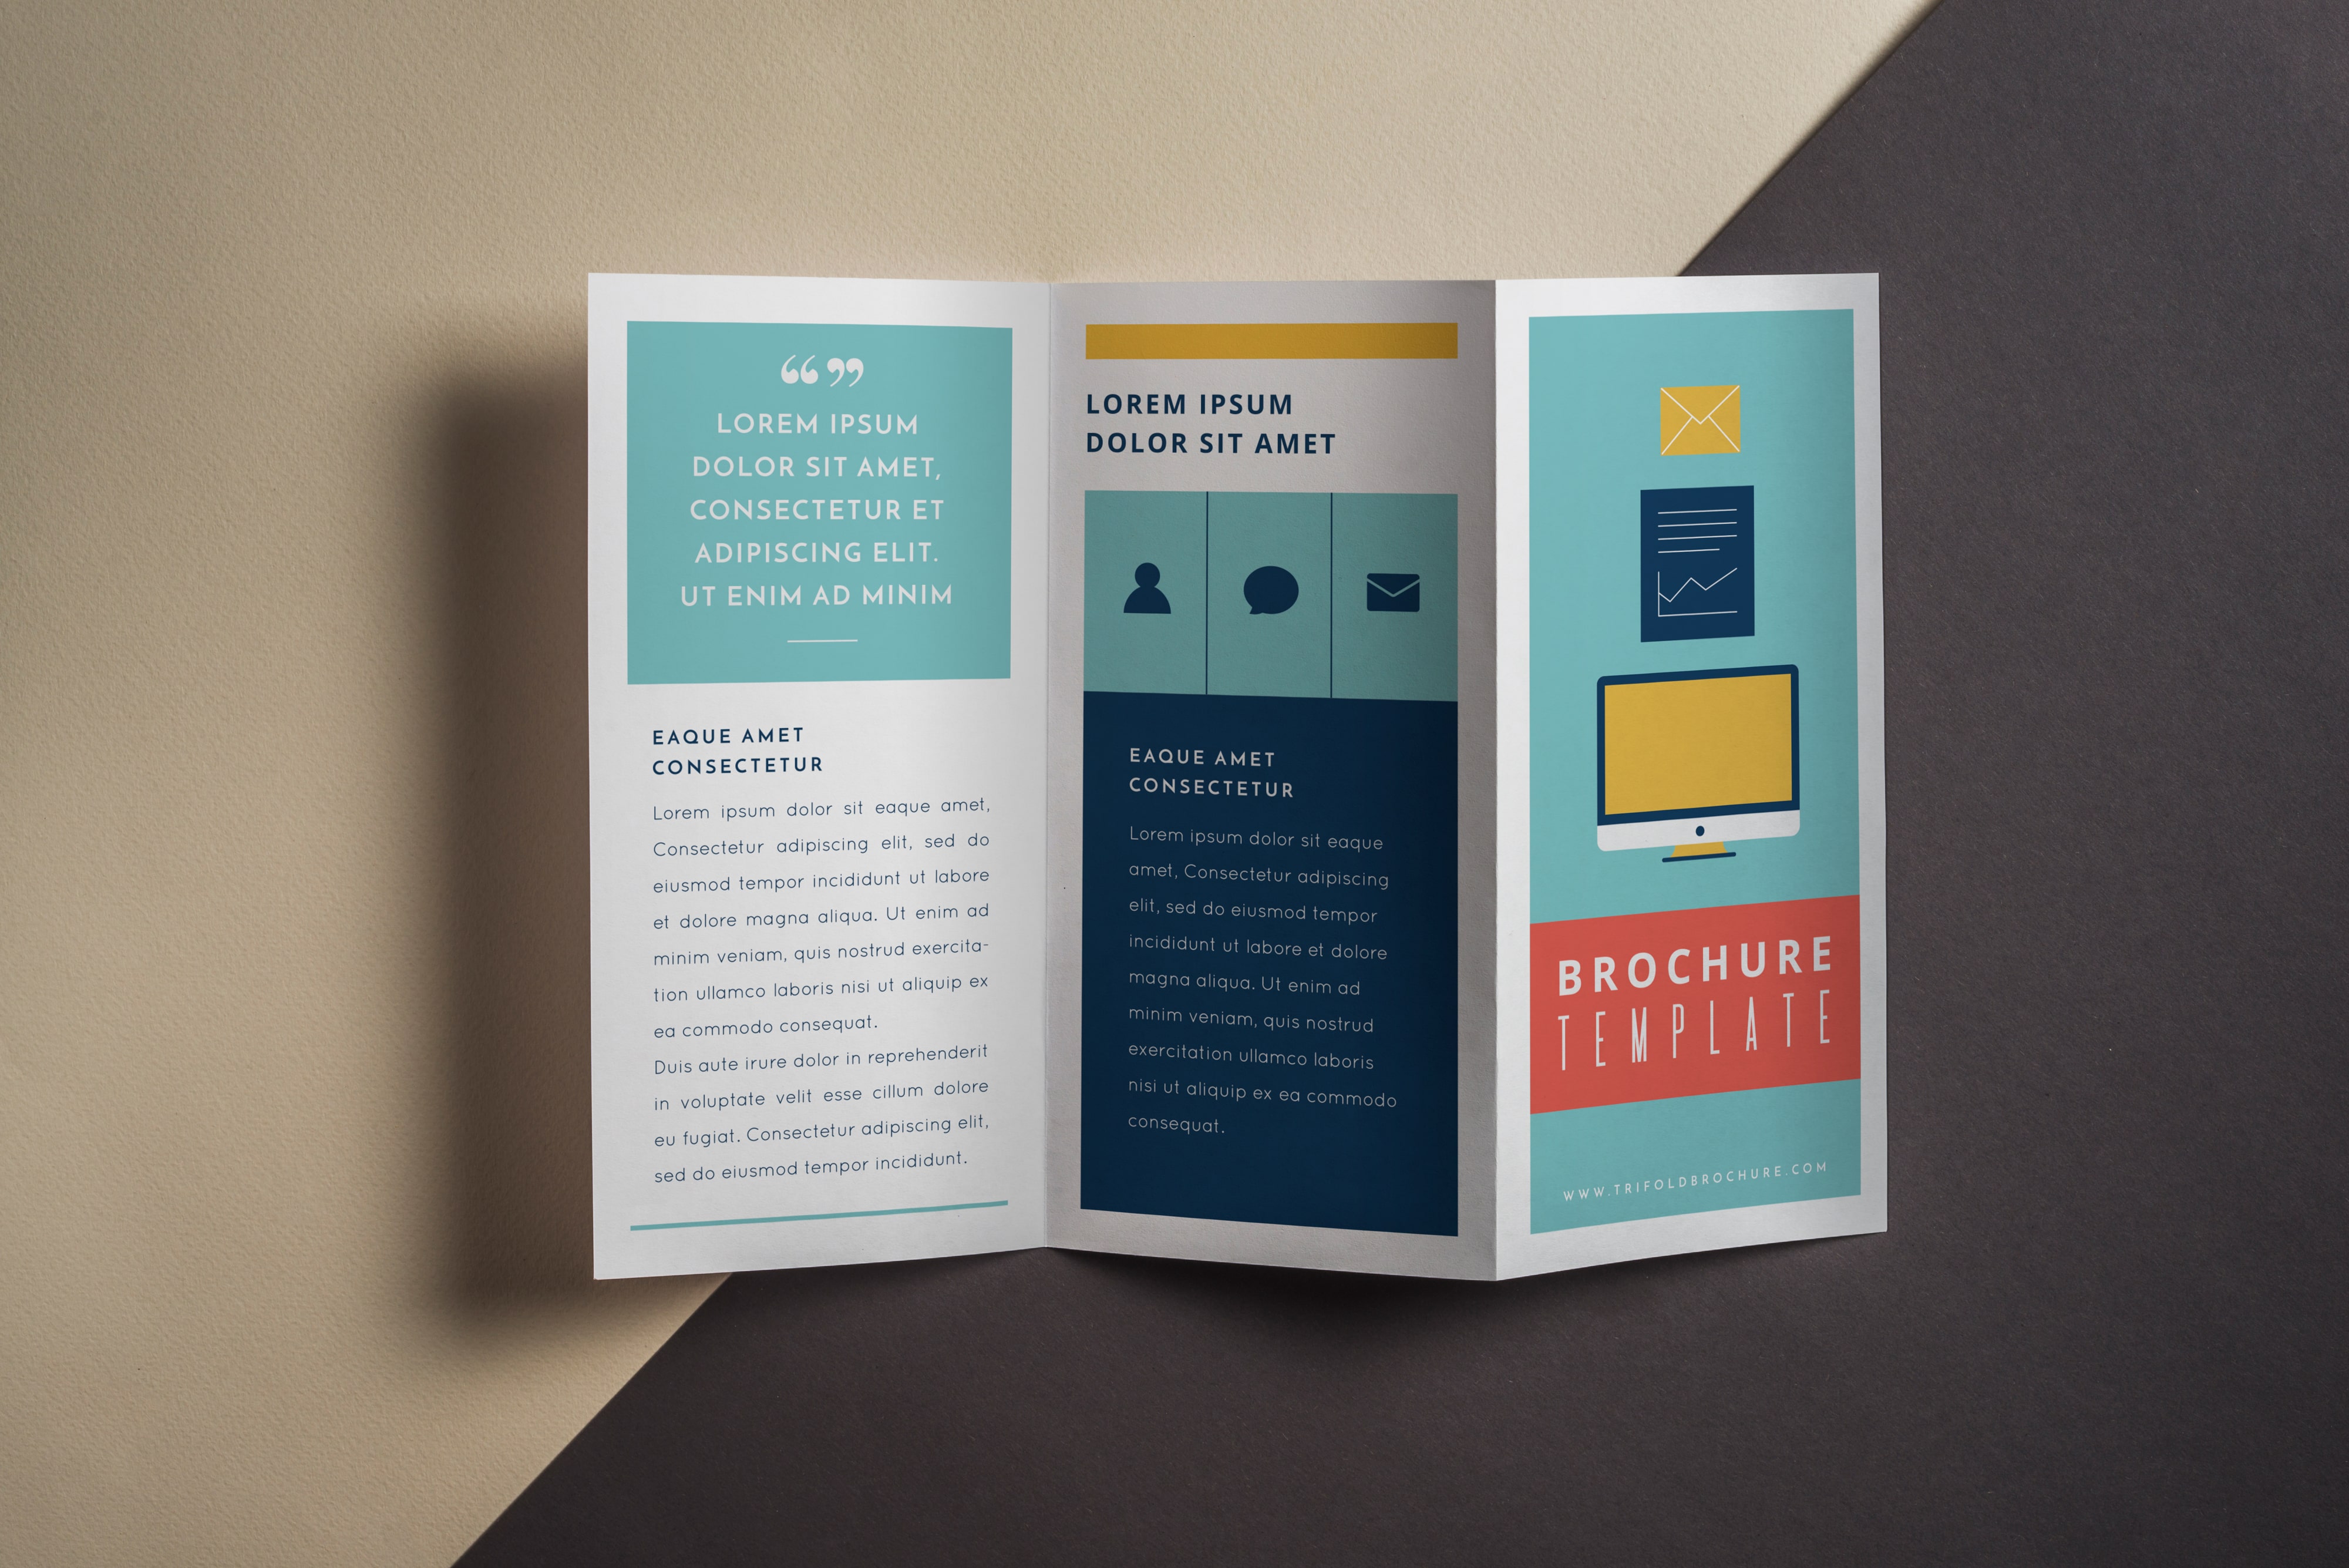 “ ”
LOREM IPSUM
DOLOR SIT AMET,
CONSECTETUR ET
ADIPISCING ELIT.
UT ENIM AD MINIM
EAQUE AMET
CONSECTETUR
Lorem ipsum dolor sit eaque amet,
Consectetur adipiscing elit, sed do
eiusmod tempor incididunt ut labore
et dolore magna aliqua. Ut enim ad
minim veniam, quis nostrud exercita-
tion ullamco laboris nisi ut aliquip ex
ea commodo consequat.
Duis aute irure dolor in reprehenderit
in voluptate velit esse cillum dolore
eu fugiat. Consectetur adipiscing elit,
sed do eiusmod tempor incididunt.
LOREM IPSUM
DOLOR SIT AMET
EAQUE AMET
CONSECTETUR
Lorem ipsum dolor sit eaque
amet, Consectetur adipiscing
elit, sed do eiusmod tempor
incididunt ut labore et dolore
magna aliqua. Ut enim ad
minim veniam, quis nostrud
exercitation ullamco laboris
nisi ut aliquip ex ea commodo
consequat.
BROCHURE
TEMPLATE
WWW.TRIFOLDBROCHURE.COM